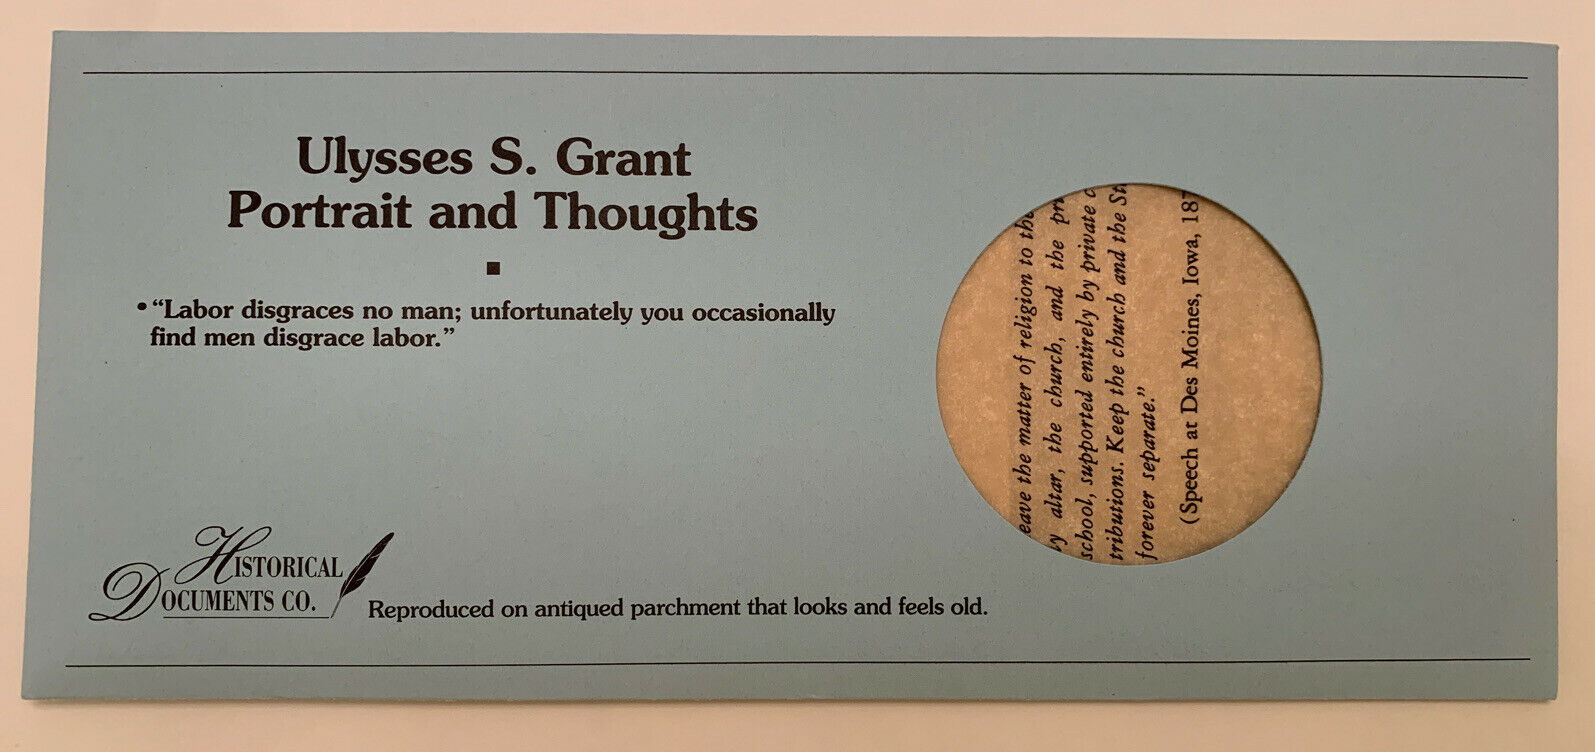 Ulysses S. Grant
Portrait and Thoughts
• “Labor disgraces no man; unfortunately you occasionally
find men disgrace labor.”
HISTORICAL
DOCUMENTS CO.
Reproduced on antiqued parchment that looks and feels old.
eave the matter of religion to the
altar, the church, and the pri
school, supported entirely by private c
tributions. Keep the church and the St
forever separate.”
(Speech at Des Moines, Iowa, 187